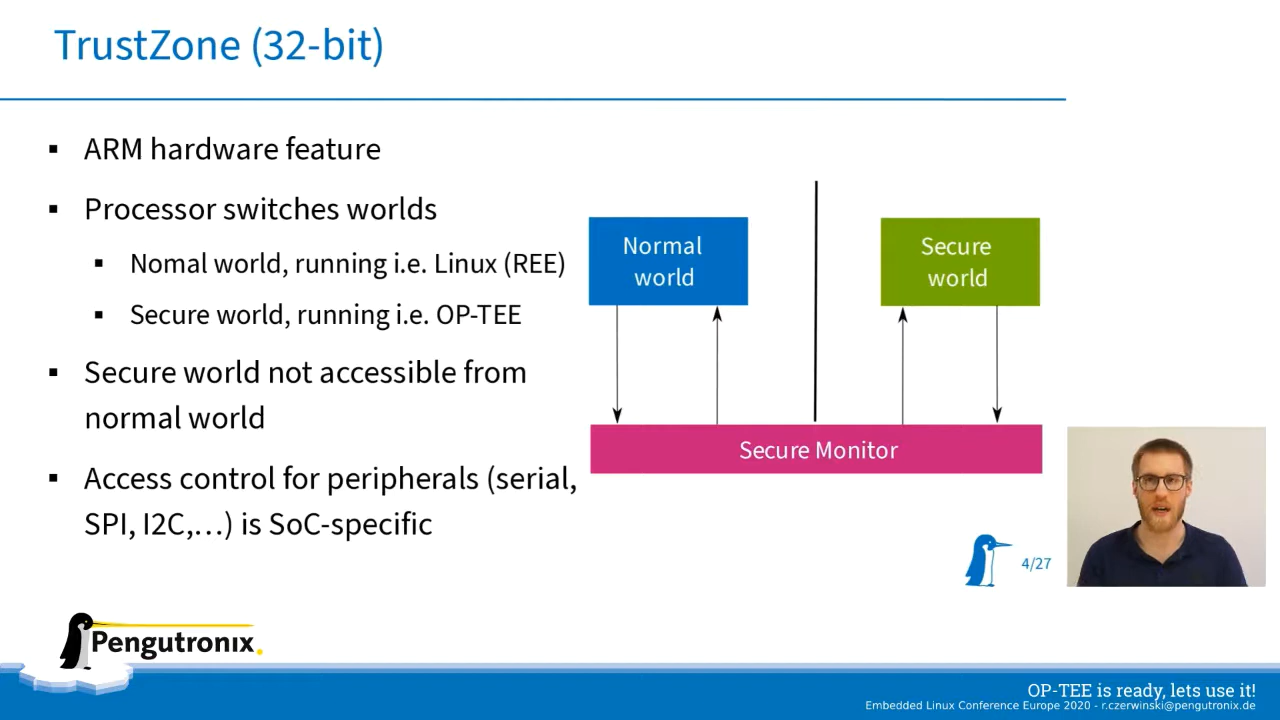 TrustZone (32-bit)
ARM hardware feature
Processor switches worlds
Nomal world, running i.e. Linux (REE)
Secure world, running i.e. OP-TEE
Secure world not accessible from
normal world
Access control for peripherals (serial,
SPI, I2C,…) is SoC-specific
Normal
world
Secure
world
Secure Monitor
4/27
Pengutronix
OP-TEE is ready, lets use it!
Embedded Linux Conference Europe 2020 - r.czerwinski@pengutronix.de